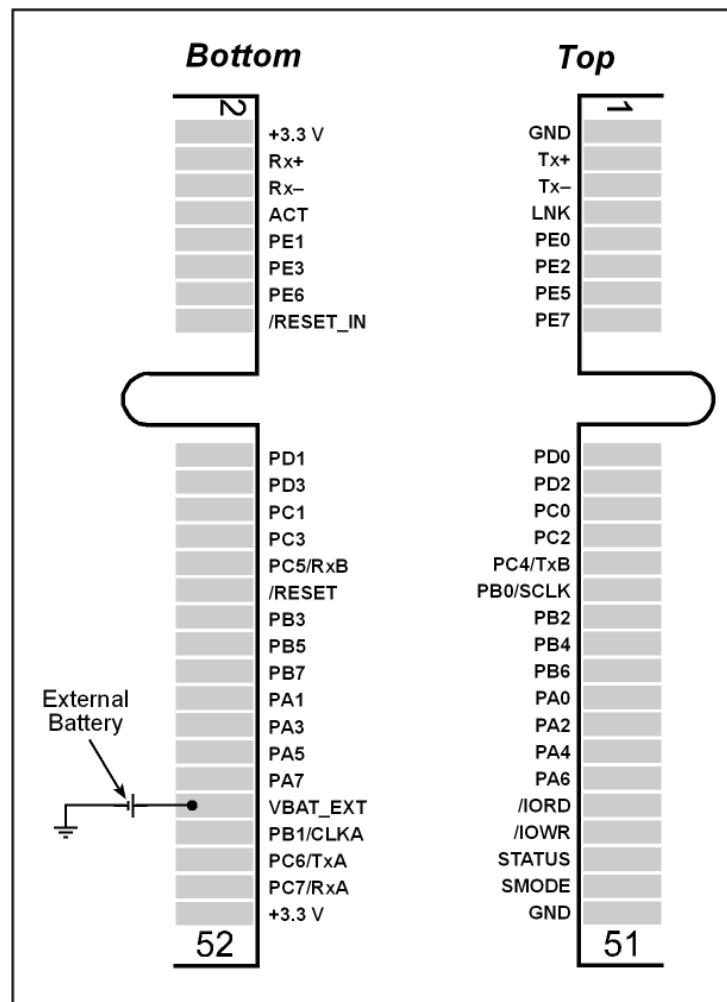 Bottom
2
+3.3 V
Rx+
Rx–
ACT
PE1
PE3
PE6
/RESET_IN
PD1
PD3
PC1
PC3
PC5/RxB
/RESET
PB3
PB5
PB7
PA1
PA3
PA5
PA7
VBAT_EXT
PB1/CLKA
PC6/TxA
PC7/RxA
+3.3 V
52
External
Battery
Top
1
GND
Tx+
Tx–
LNK
PE0
PE2
PE5
PE7
PD0
PD2
PC0
PC2
PC4/TxB
PB0/SCLK
PB2
PB4
PB6
PA0
PA2
PA4
PA6
/IORD
/IOWR
STATUS
SMODE
GND
51